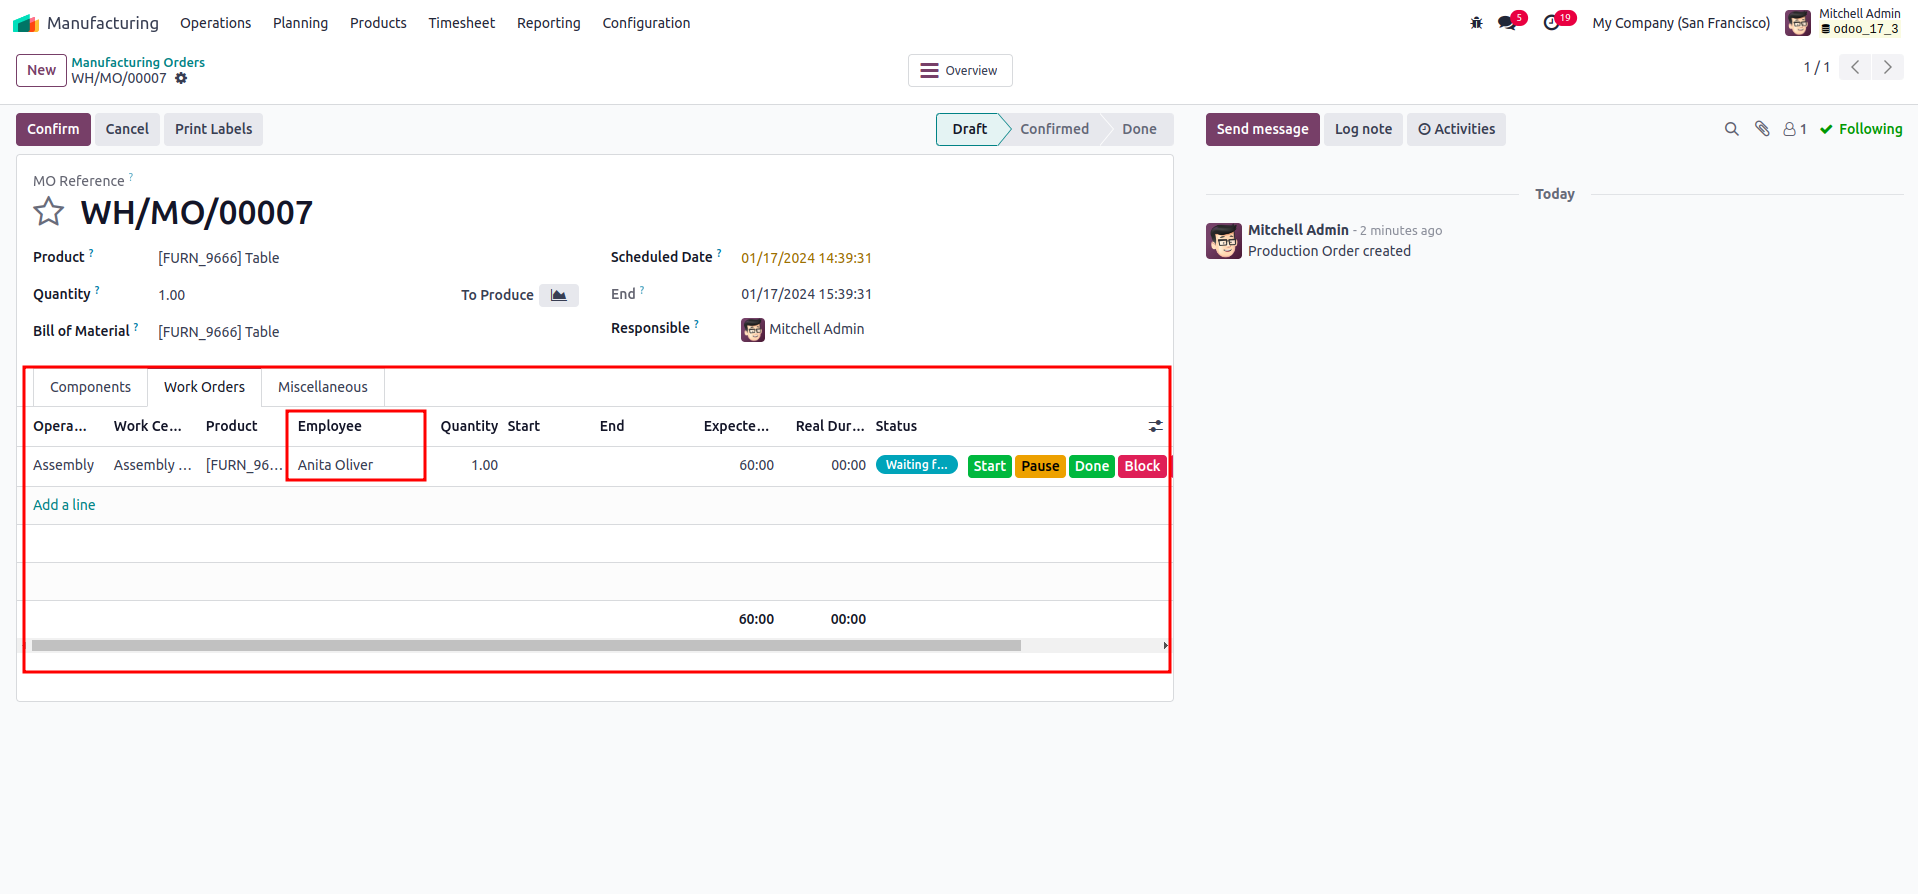 Manufacturing Operations Planning Products Timesheet Reporting Configuration 5 19 My Company (San Francisco) Mitchell Admin
odoo_17_3
New Manufacturing Orders
WH/MO/00007
Overview
1 / 1
Confirm Cancel Print Labels Draft Confirmed Done Send message Log note Activities 1 Following
MO Reference ?
WH/MO/00007
Today
Mitchell Admin - 2 minutes ago
Production Order created
Product ? [FURN_9666] Table Scheduled Date ? 01/17/2024 14:39:31
Quantity ? 1.00 To Produce End ? 01/17/2024 15:39:31
Bill of Material ? [FURN_9666] Table Responsible ? Mitchell Admin
Components Work Orders Miscellaneous
Opera... Work Ce... Product Employee Quantity Start End Expecte... Real Dur... Status
Assembly Assembly ... [FURN_96... Anita Oliver 1.00 60:00 00:00 Waiting f... Start Pause Done Block
Add a line
60:00 00:00